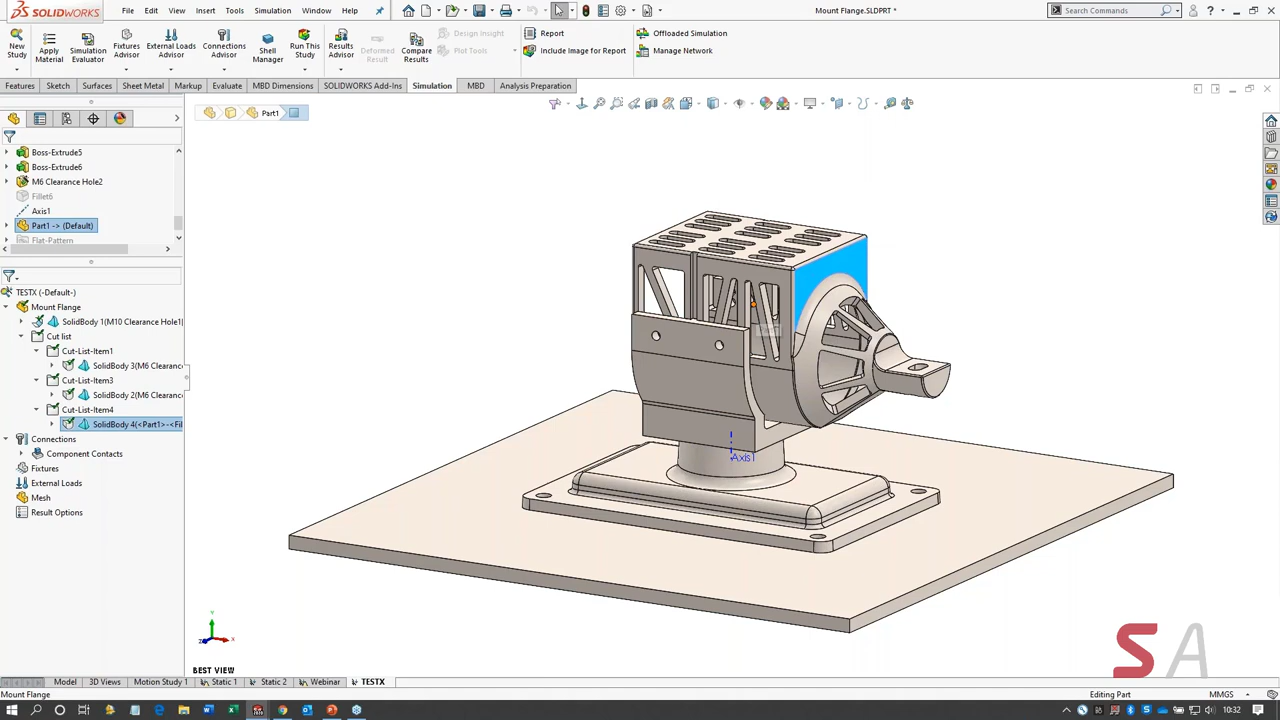 SOLIDWORKS
File Edit View Insert Tools Simulation Window Help
Mount Flange.SLDPRT *
Search Commands
New Study
Apply Material
Simulation Evaluator
Fixtures Advisor
External Loads Advisor
Connections Advisor
Shell Manager
Run This Study
Results Advisor
Deformed Result
Compare Results
Design Insight
Plot Tools
Report
Include Image for Report
Offloaded Simulation
Manage Network
Features Sketch Surfaces Sheet Metal Markup Evaluate MBD Dimensions SOLIDWORKS Add-Ins Simulation MBD Analysis Preparation
Part1
Boss-Extrude5
Boss-Extrude6
M6 Clearance Hole2
Fillet6
Axis1
Part1 -> (Default)
Flat-Pattern
TESTX (-Default-)
Mount Flange
SolidBody 1(M10 Clearance Hole1
Cut list
Cut-List-Item1
SolidBody 3(M6 Clearanc
Cut-List-Item3
SolidBody 2(M6 Clearanc
Cut-List-Item4
SolidBody 4(<Part1>-<Fil
Connections
Component Contacts
Fixtures
External Loads
Mesh
Result Options
Axis1
Y
X
Z
BEST VIEW
SA
Model 3D Views Motion Study 1 Static 1 Static 2 Webinar TESTX
Mount Flange
Editing Part
MMGS
10:32